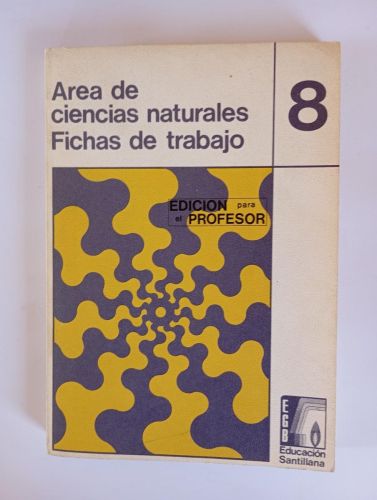 Area de
ciencias naturales
Fichas de trabajo
8
EDICION para
el PROFESOR
EGB
Educación
Santillana